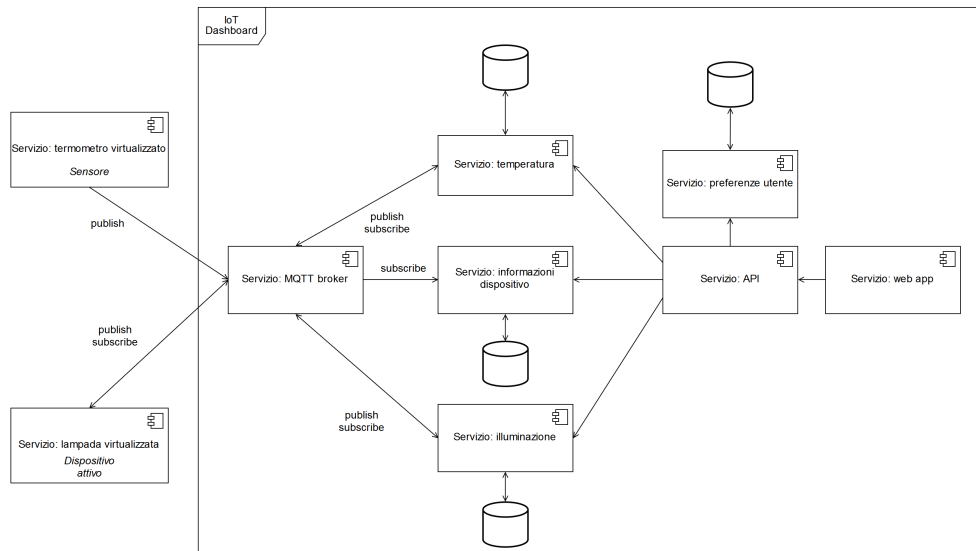 IoT
Dashboard
Servizio: termometro virtualizzato
Sensore
publish
Servizio: temperatura
Servizio: preferenze utente
publish
subscribe
Servizio: MQTT broker
subscribe
Servizio: informazioni
dispositivo
Servizio: API
Servizio: web app
publish
subscribe
publish
subscribe
Servizio: lampada virtualizzata
Dispositivo
attivo
Servizio: illuminazione